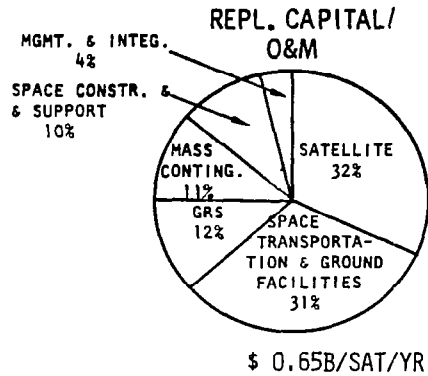 REPL. CAPITAL/
O&M
MGMT. & INTEG.
4%
SPACE CONSTR. &
& SUPPORT
10%
MASS
CONTING.
11%
SATELLITE
32%
GRS
12%
SPACE
TRANSPORTA-
TION & GROUND
FACILITIES
31%
$ 0.65B/SAT/YR